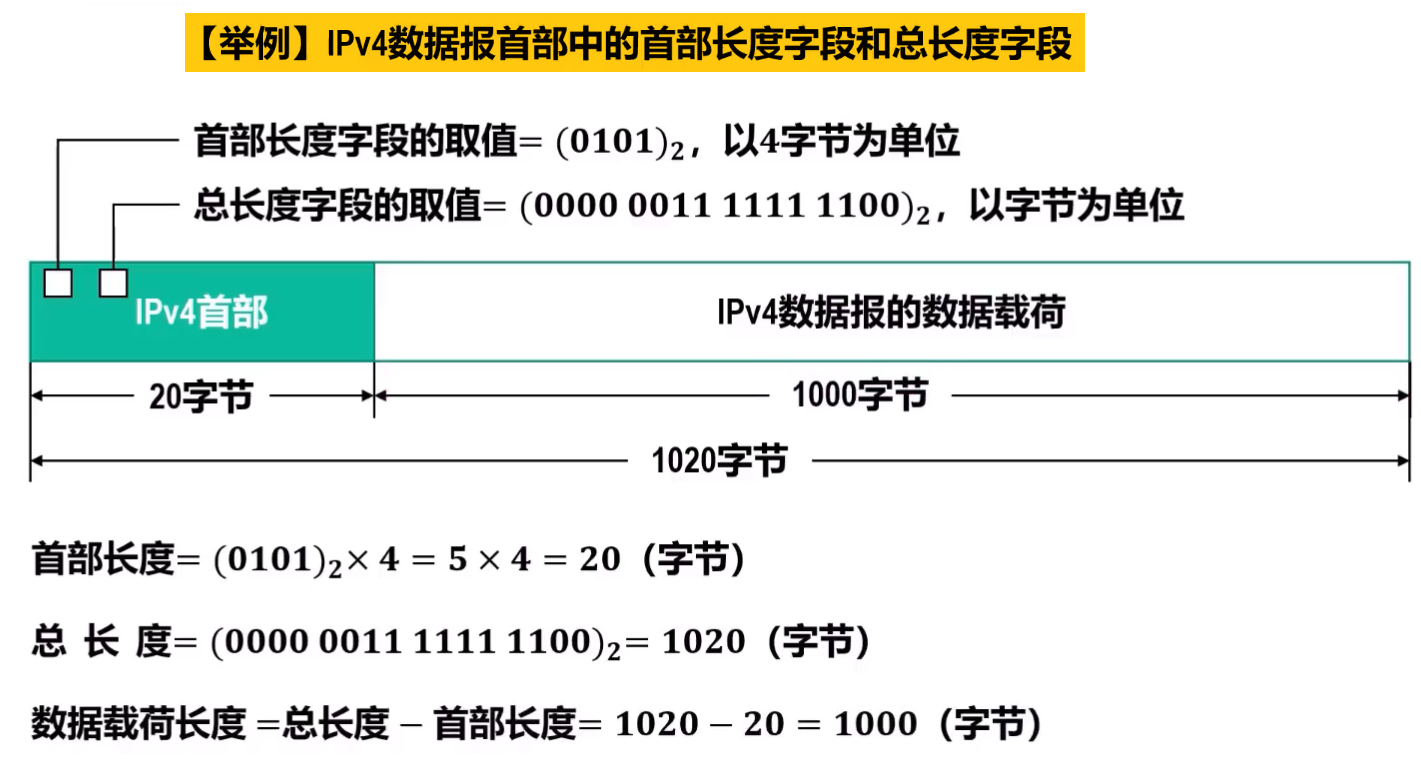 【举例】IPv4数据报首部中的首部长度字段和总长度字段
首部长度字段的取值= (0101)₂，以4字节为单位
总长度字段的取值= (0000 0011 1111 1100)₂，以字节为单位
IPv4首部
IPv4数据报的数据载荷
20字节
1000字节
1020字节
首部长度= (0101)₂× 4 = 5 × 4 = 20（字节）
总 长 度= (0000 0011 1111 1100)₂= 1020（字节）
数据载荷长度 =总长度 − 首部长度= 1020 − 20 = 1000（字节）